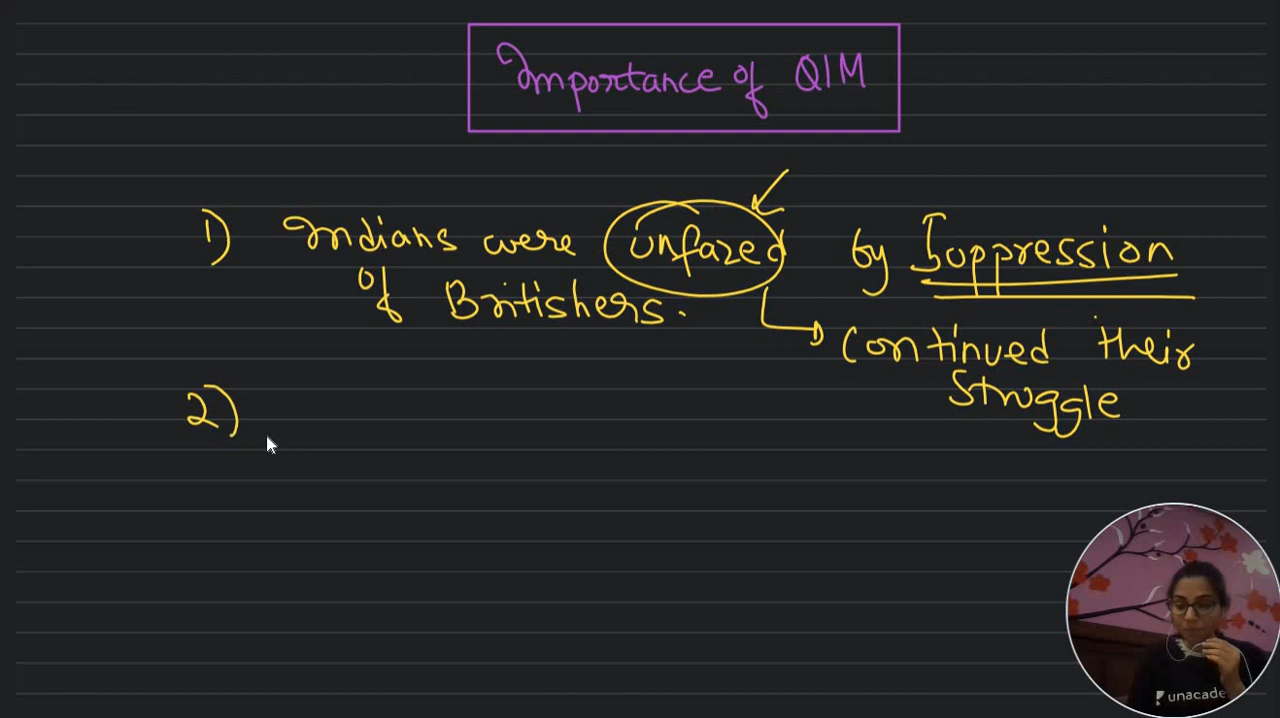 Importance of QIM
1) Indians were unfazed by Suppression
of Britishers.
Continued their
Struggle
2)
unacade